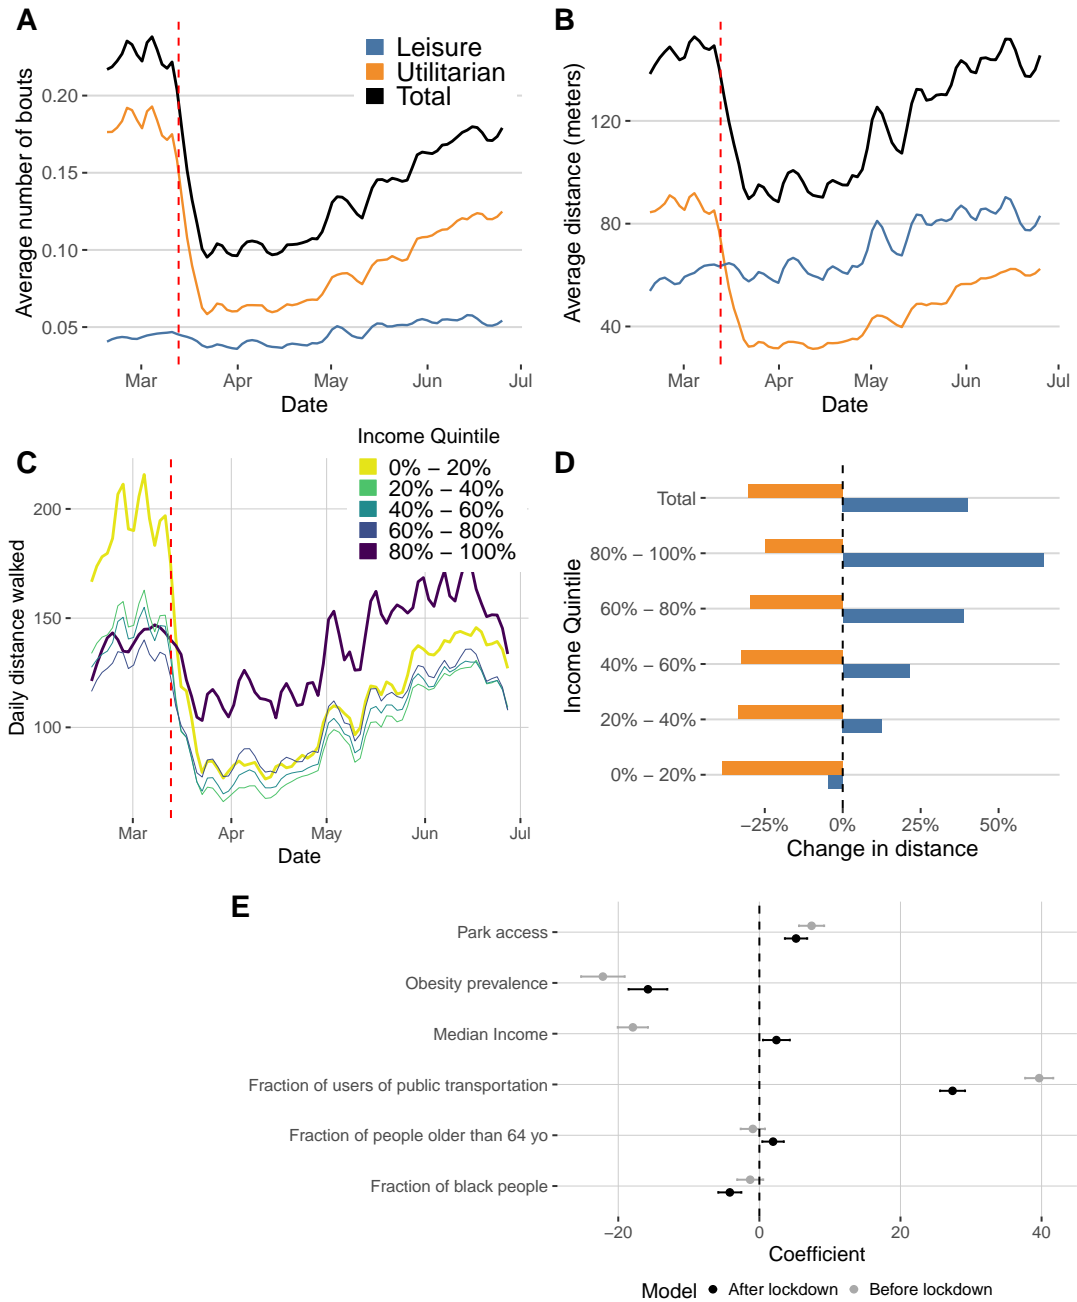 A
Average number of bouts
0.20
0.15
0.10
0.05
Leisure
Utilitarian
Total
Mar
Apr
May
Jun
Jul
Date
B
Average distance (meters)
120
80
40
Mar
Apr
May
Jun
Jul
Date
C
Income Quintile
0% − 20%
20% − 40%
40% − 60%
60% − 80%
80% − 100%
Daily distance walked
200
150
100
Mar
Apr
May
Jun
Jul
Date
D
Income Quintile
Total
80% − 100%
60% − 80%
40% − 60%
20% − 40%
0% − 20%
−25%
0%
25%
50%
Change in distance
E
Park access
Obesity prevalence
Median Income
Fraction of users of public transportation
Fraction of people older than 64 yo
Fraction of black people
−20
0
20
40
Coefficient
Model After lockdown Before lockdown